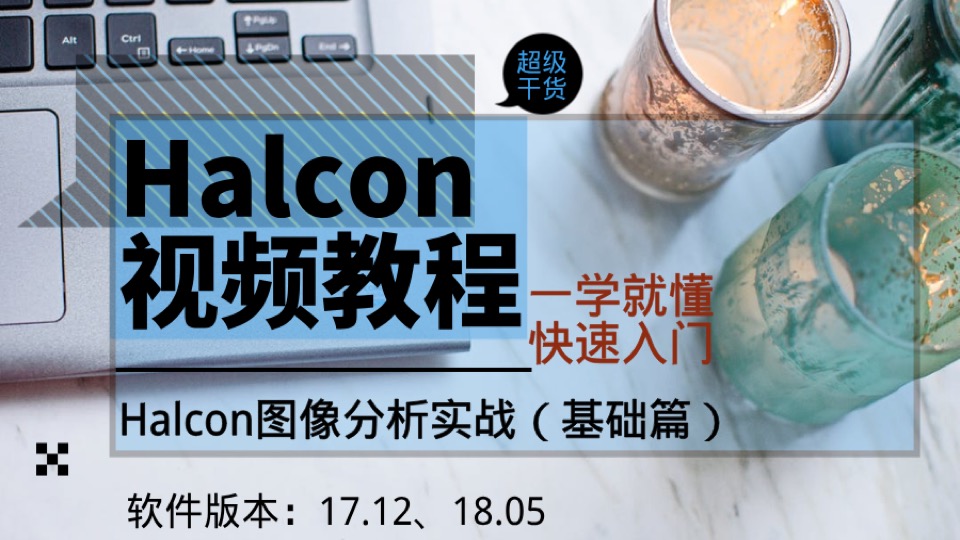 Alt
Ctrl
PgUp
Home
PgDn
End
超级
干货
Halcon
视频教程
一学就懂
快速入门
Halcon图像分析实战（基础篇）
软件版本：17.12、18.05